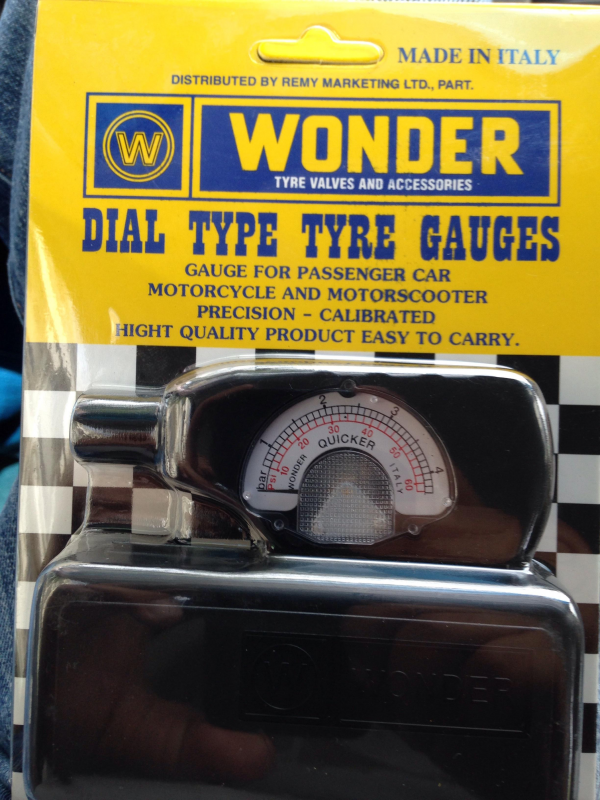 MADE IN ITALY
DISTRIBUTED BY REMY MARKETING LTD., PART.
W
WONDER
TYRE VALVES AND ACCESSORIES
DIAL TYPE TYRE GAUGES
GAUGE FOR PASSENGER CAR
MOTORCYCLE AND MOTORSCOOTER
PRECISION - CALIBRATED
HIGHT QUALITY PRODUCT EASY TO CARRY.
bar 1 2 3 4
Psi 10 20 30 40 50 60
WONDER QUICKER ITALY
W WONDER